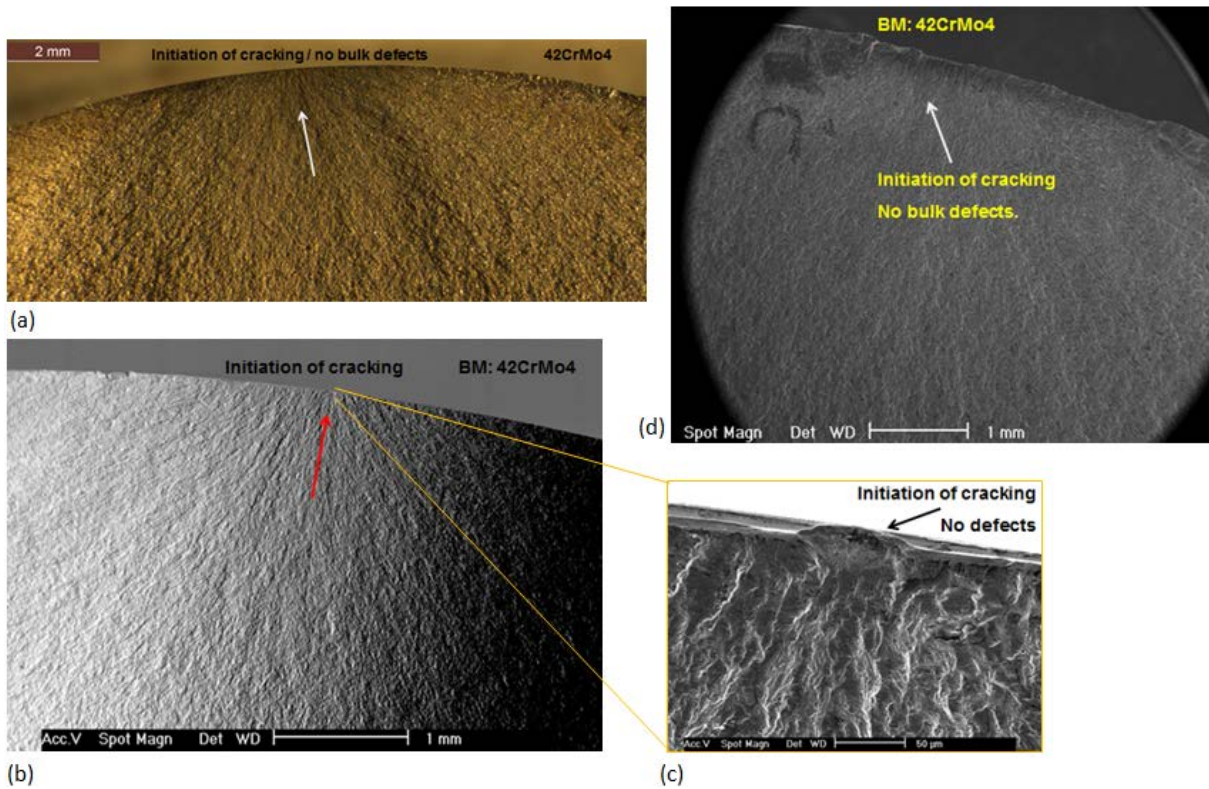 2 mm
Initiation of cracking / no bulk defects
42CrMo4
(a)
Initiation of cracking
BM: 42CrMo4
Acc.V Spot Magn Det WD 1 mm
(b)
BM: 42CrMo4
Initiation of cracking
No bulk defects.
Spot Magn Det WD 1 mm
(d)
Initiation of cracking
No defects
Acc.V Spot Magn Det WD 50 µm
(c)